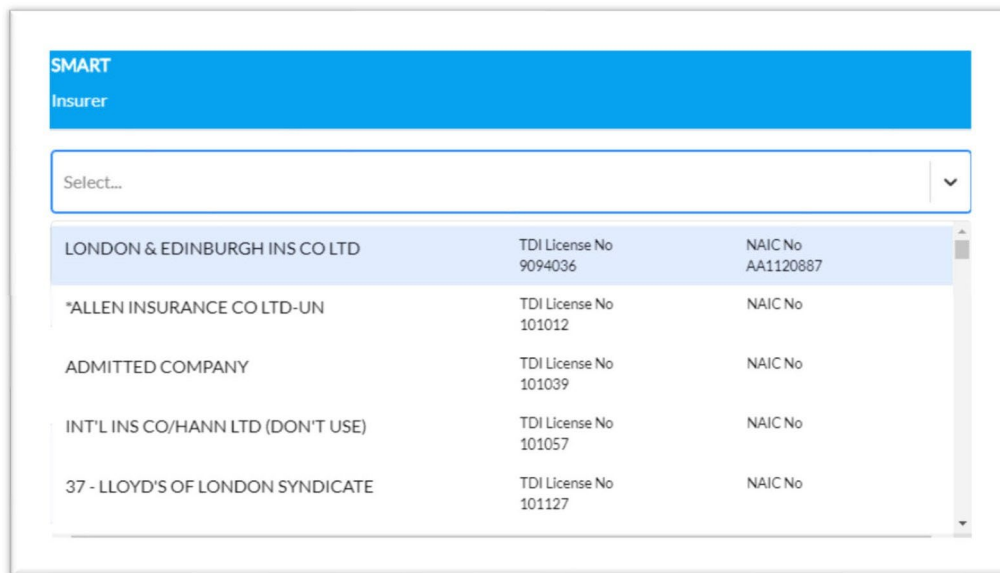 SMART
Insurer
Select...
LONDON & EDINBURGH INS CO LTD TDI License No NAIC No
9094036 AA1120887
"ALLEN INSURANCE CO LTD-UN TDI License No NAIC No
101012
ADMITTED COMPANY TDI License No NAIC No
101039
INT'L INS CO/HANN LTD (DON'T USE) TDI License No NAIC No
101057
37 - LLOYD'S OF LONDON SYNDICATE TDI License No NAIC No
101127